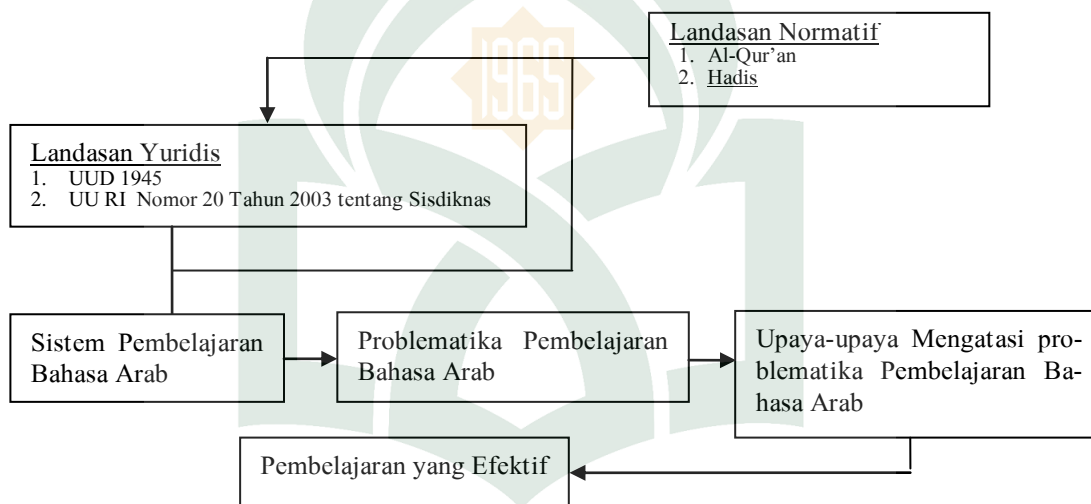 Landasan Normatif
1. Al-Qur’an
2. Hadis
1965
Landasan Yuridis
1. UUD 1945
2. UU RI Nomor 20 Tahun 2003 tentang Sisdiknas
Sistem Pembelajaran
Bahasa Arab
Problematika Pembelajaran
Bahasa Arab
Upaya-upaya Mengatasi pro-
blematika Pembelajaran Ba-
hasa Arab
Pembelajaran yang Efektif